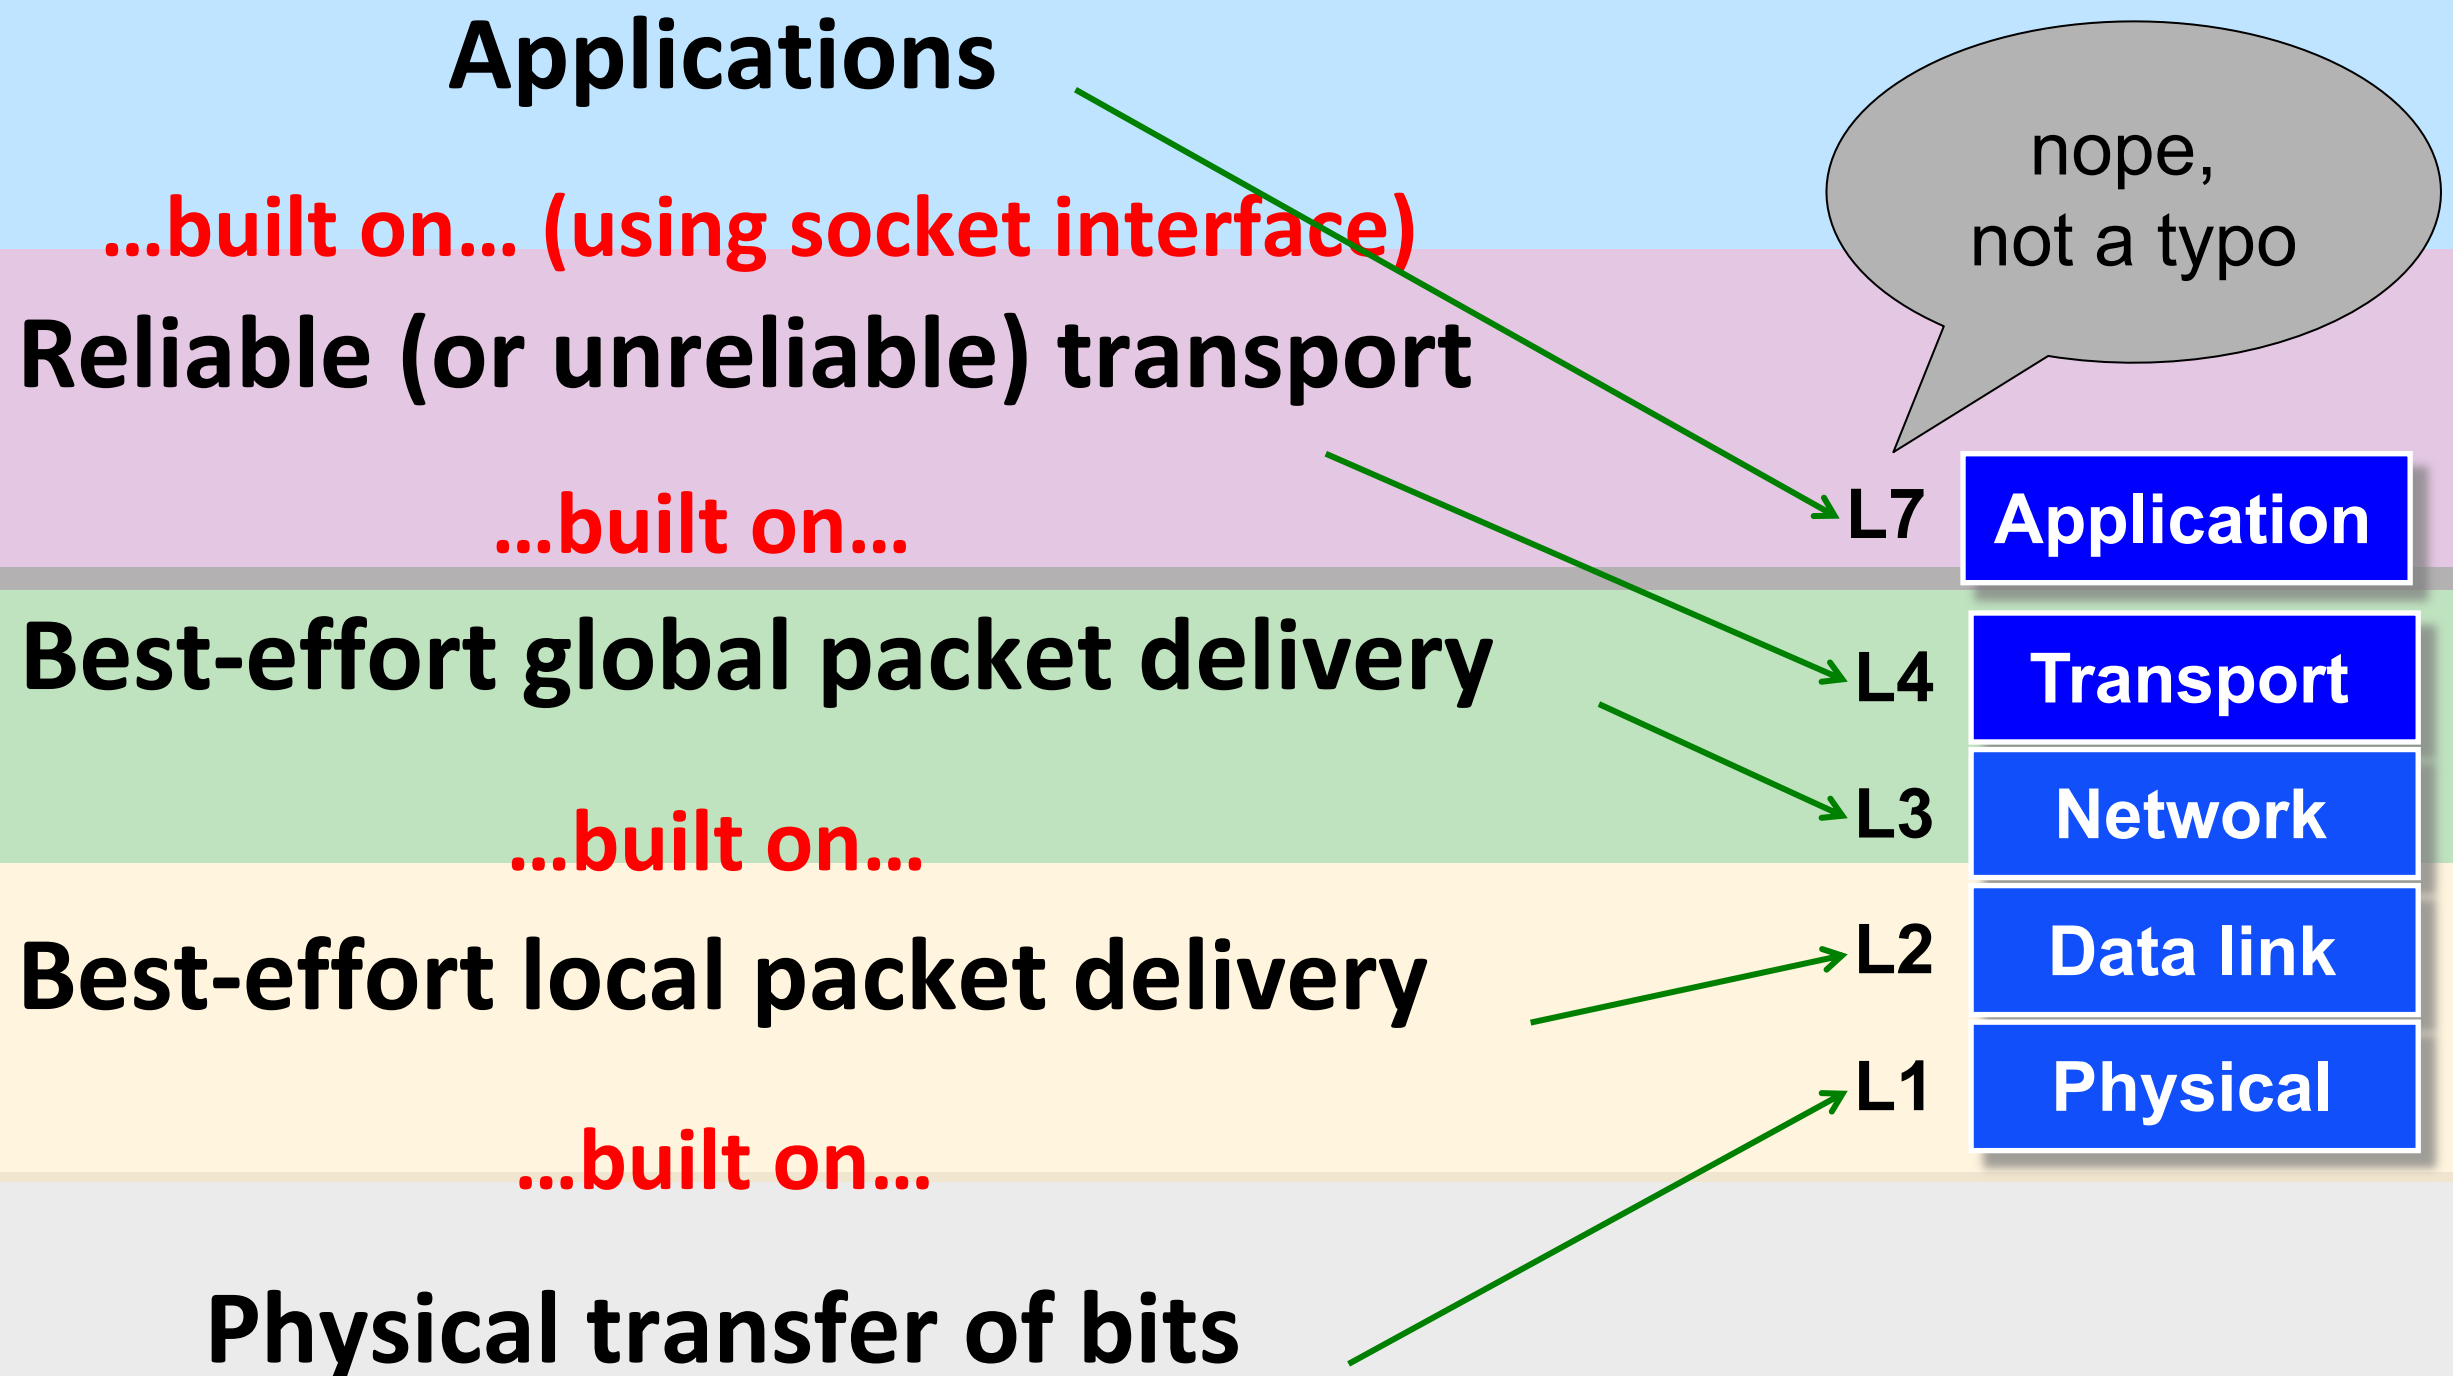 Applications
...built on... (using socket interface)
Reliable (or unreliable) transport
...built on...
Best-effort global packet delivery
...built on...
Best-effort local packet delivery
...built on...
Physical transfer of bits
nope,
not a typo
L7 Application
L4 Transport
L3 Network
L2 Data link
L1 Physical